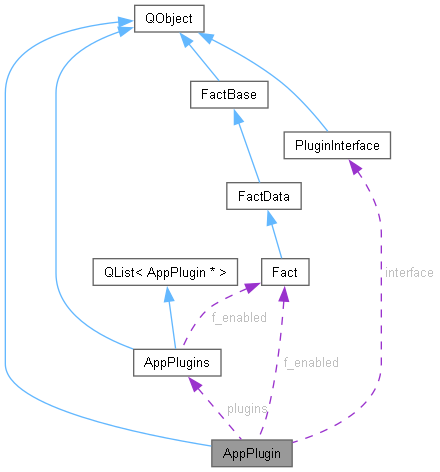 QObject
FactBase
PluginInterface
FactData
QList< AppPlugin * >
Fact
interface
f_enabled
AppPlugins
f_enabled
plugins
AppPlugin